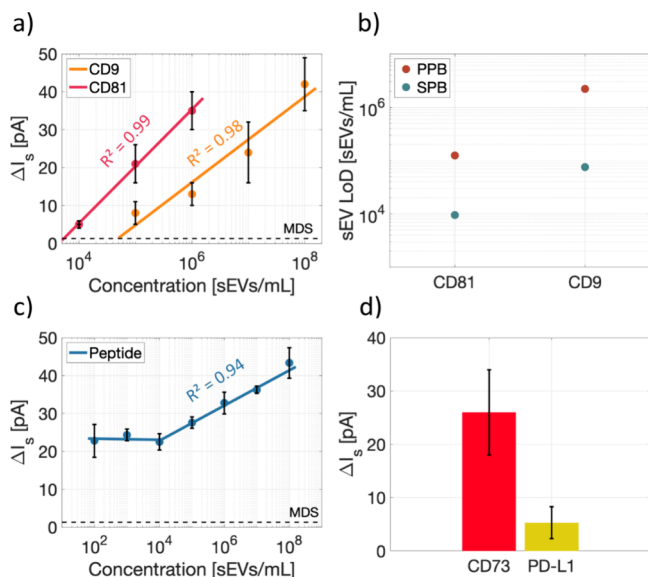 a)
50
40
30
20
10
0
ΔIₛ [pA]
CD9
CD81
R² = 0.99
R² = 0.98
MDS
10⁴
10⁶
10⁸
Concentration [sEVs/mL]
b)
PPB
SPB
10⁶
10⁴
sEV LoD [sEVs/mL]
CD81
CD9
c)
50
40
30
20
10
0
ΔIₛ [pA]
Peptide
R² = 0.94
MDS
10²
10⁴
10⁶
10⁸
Concentration [sEVs/mL]
d)
40
30
20
10
0
ΔIₛ [pA]
CD73
PD-L1